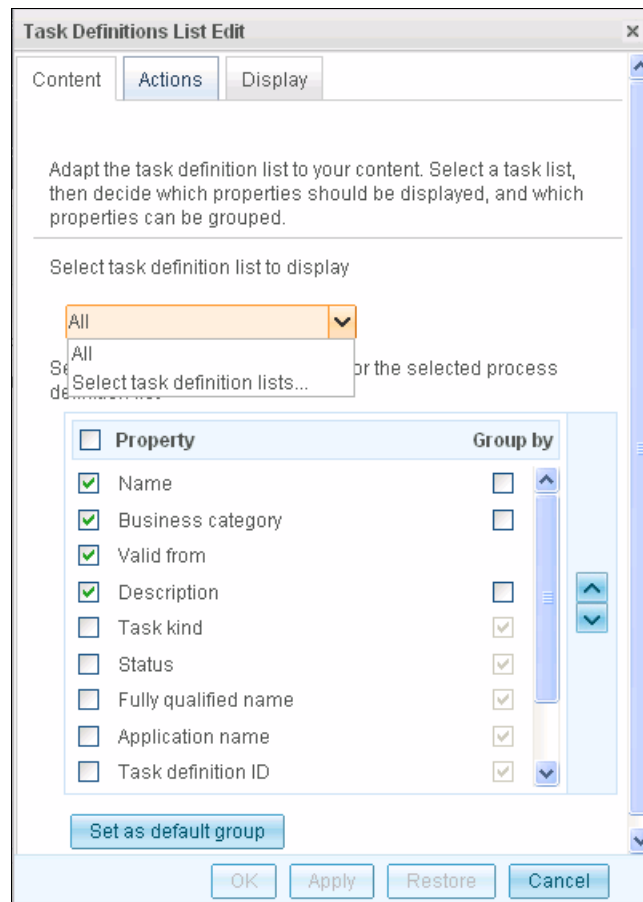 Task Definitions List Edit
Content Actions Display
Adapt the task definition list to your content. Select a task list,
then decide which properties should be displayed, and which
properties can be grouped.
Select task definition list to display
All
All
Select task definition lists...
Se or the selected process
Property Group by
Name
Business category
Valid from
Description
Task kind
Status
Fully qualified name
Application name
Task definition ID
Set as default group
OK Apply Restore Cancel